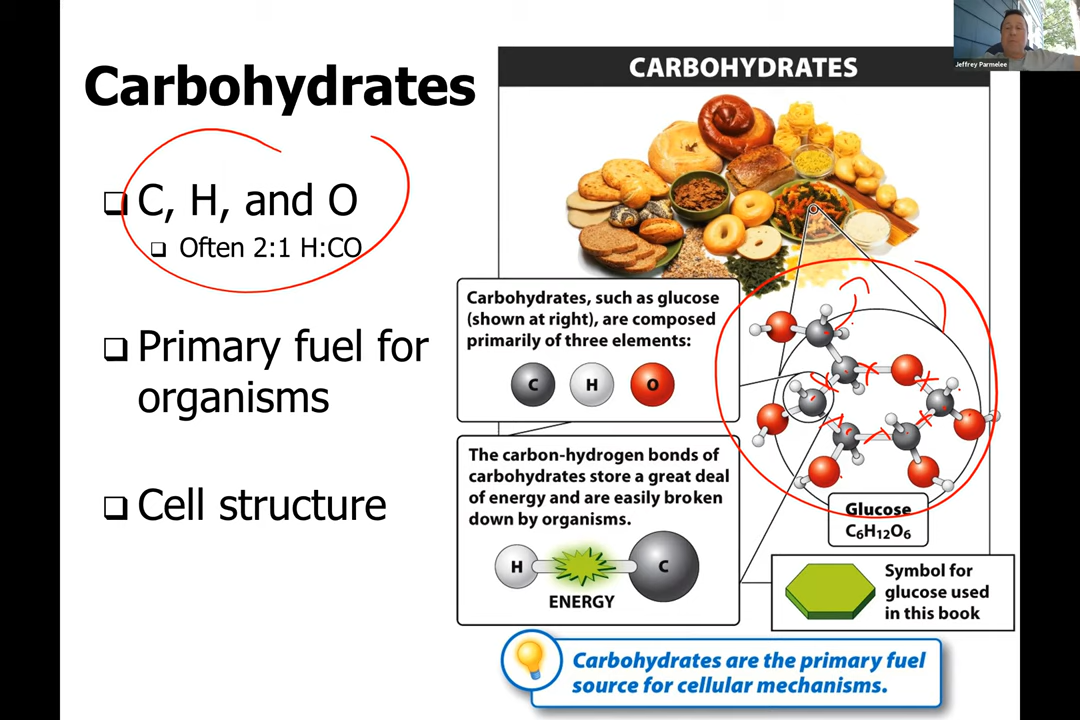 Jeffrey Parmelee
Carbohydrates
C, H, and O
Often 2:1 H:CO
Primary fuel for
organisms
Cell structure
CARBOHYDRATES
Carbohydrates, such as glucose
(shown at right), are composed
primarily of three elements:
C H O
The carbon-hydrogen bonds of
carbohydrates store a great deal
of energy and are easily broken
down by organisms.
H C
ENERGY
Glucose
C₆H₁₂O₆
Symbol for
glucose used
in this book
Carbohydrates are the primary fuel
source for cellular mechanisms.